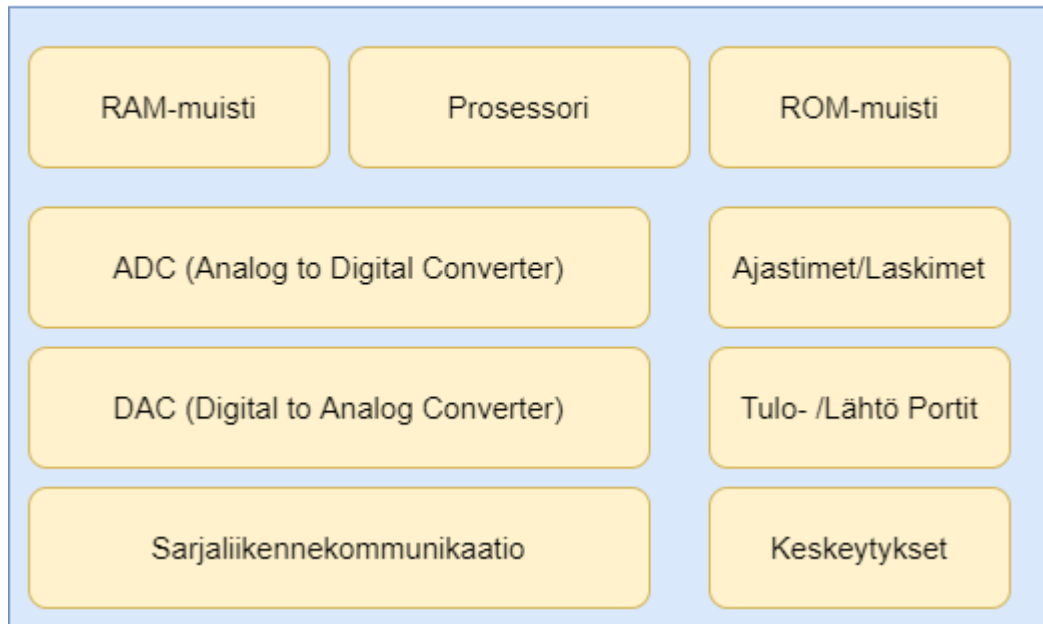 RAM-muisti
Prosessori
ROM-muisti
ADC (Analog to Digital Converter)
Ajastimet/Laskimet
DAC (Digital to Analog Converter)
Tulo- /Lähtö Portit
Sarjaliikennekommunikaatio
Keskeytykset